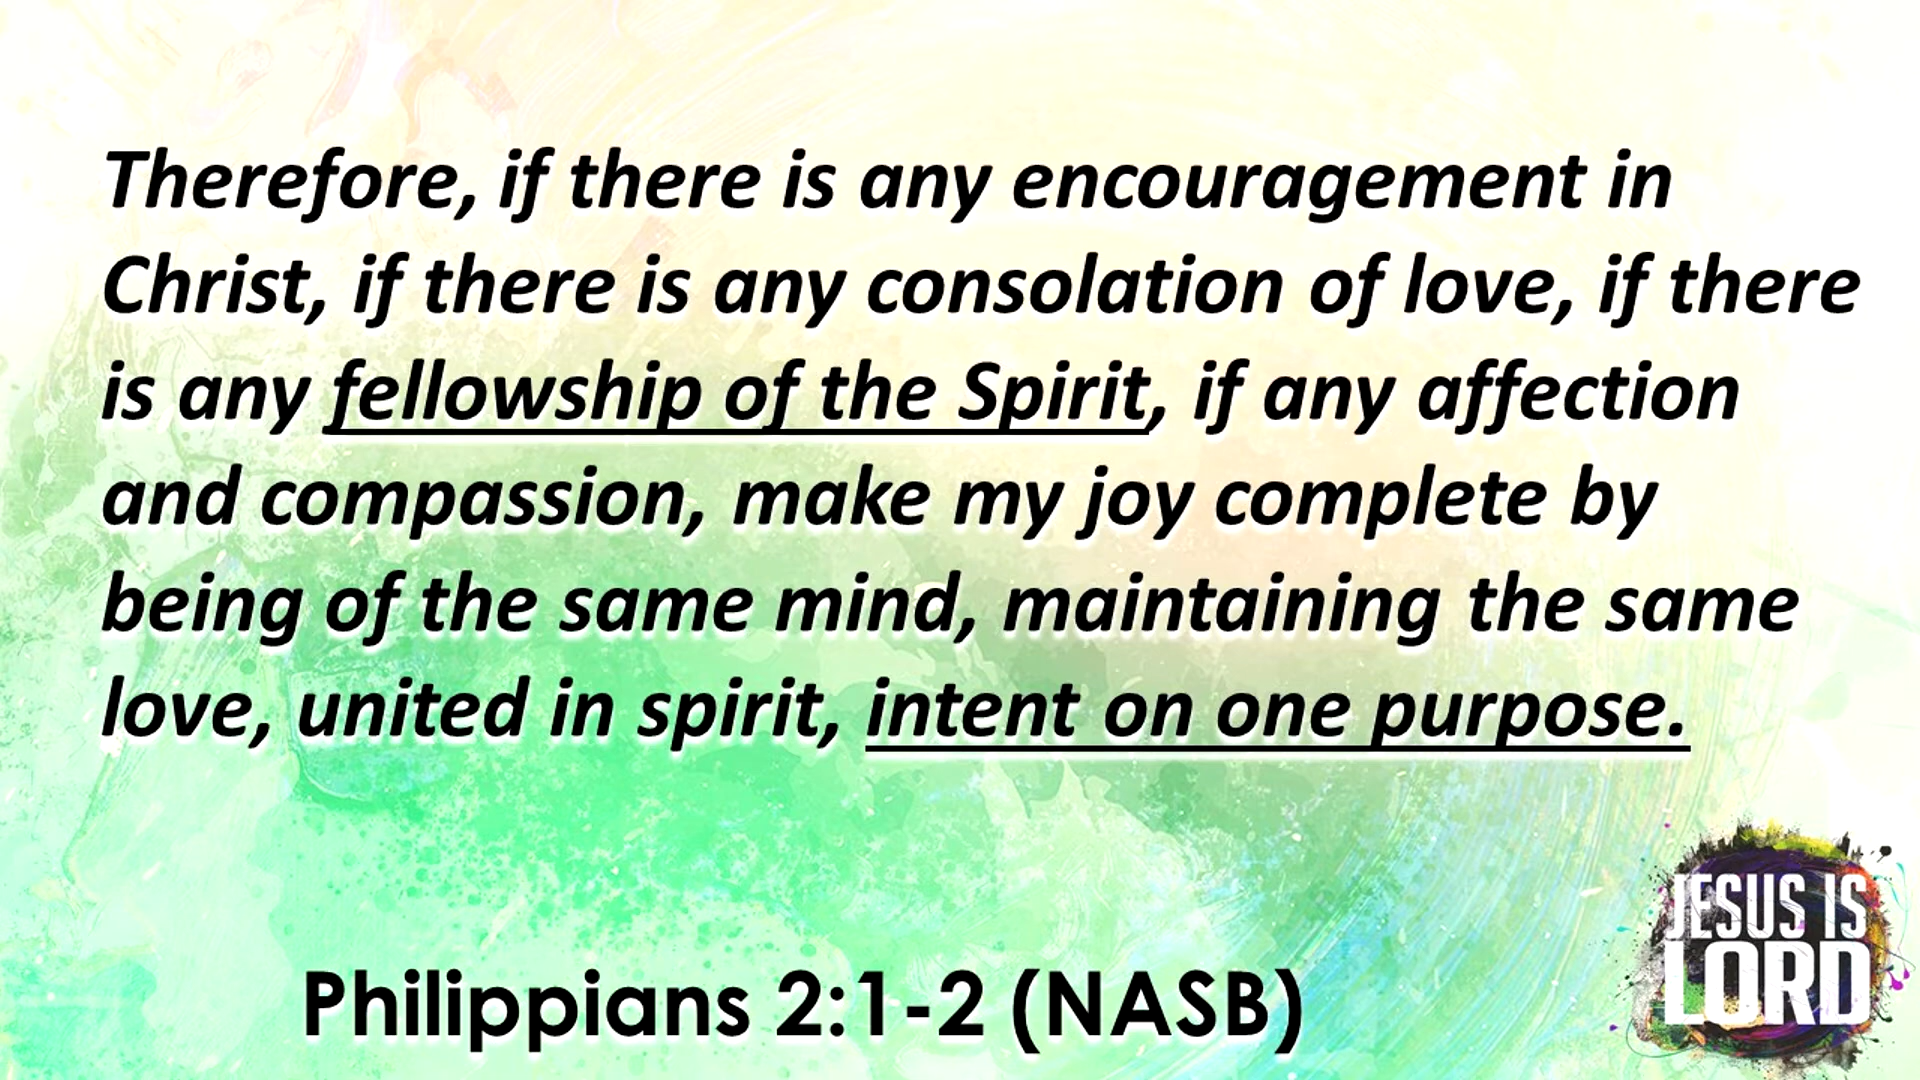 Therefore, if there is any encouragement in
Christ, if there is any consolation of love, if there
is any fellowship of the Spirit, if any affection
and compassion, make my joy complete by
being of the same mind, maintaining the same
love, united in spirit, intent on one purpose.
Philippians 2:1-2 (NASB)
JESUS IS
LORD